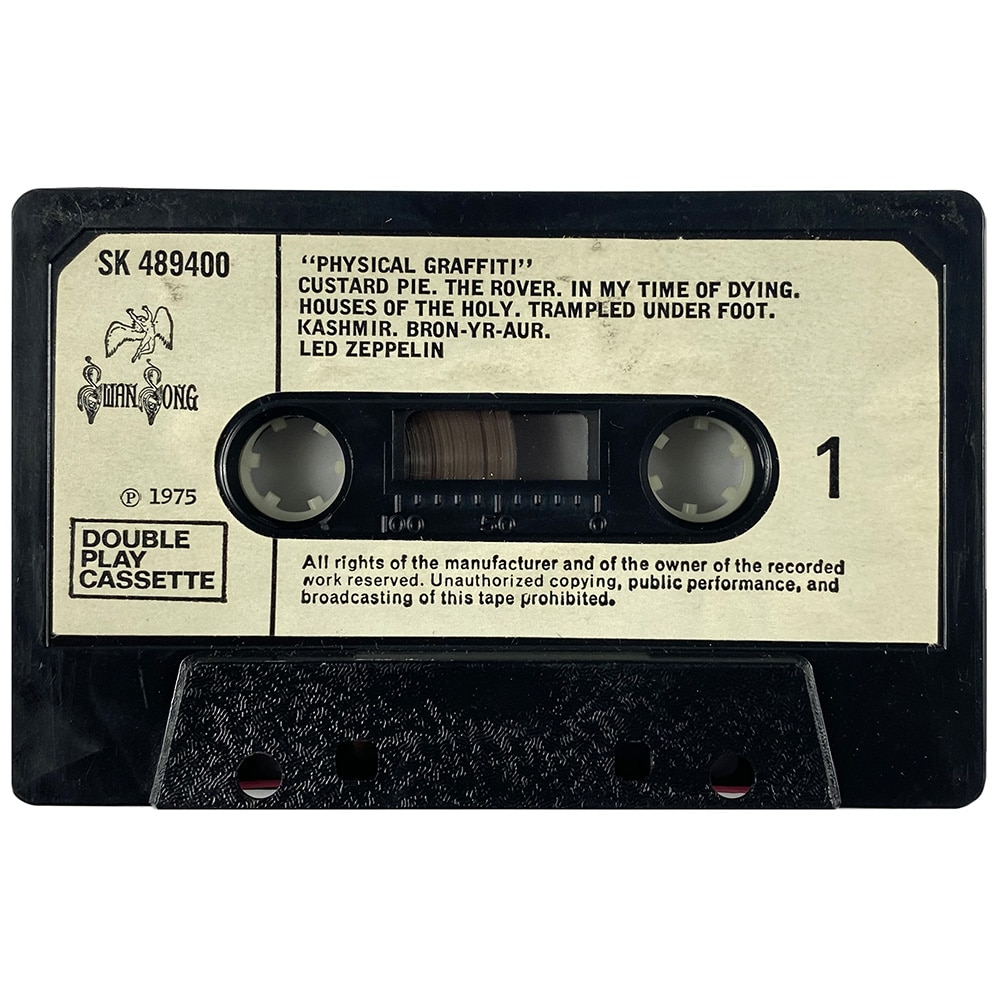 SK 489400
SWAN SONG
℗ 1975
DOUBLE
PLAY
CASSETTE
“PHYSICAL GRAFFITI”
CUSTARD PIE. THE ROVER. IN MY TIME OF DYING.
HOUSES OF THE HOLY. TRAMPLED UNDER FOOT.
KASHMIR. BRON-YR-AUR.
LED ZEPPELIN
1
100 50 0
All rights of the manufacturer and of the owner of the recorded
work reserved. Unauthorized copying, public performance, and
broadcasting of this tape prohibited.